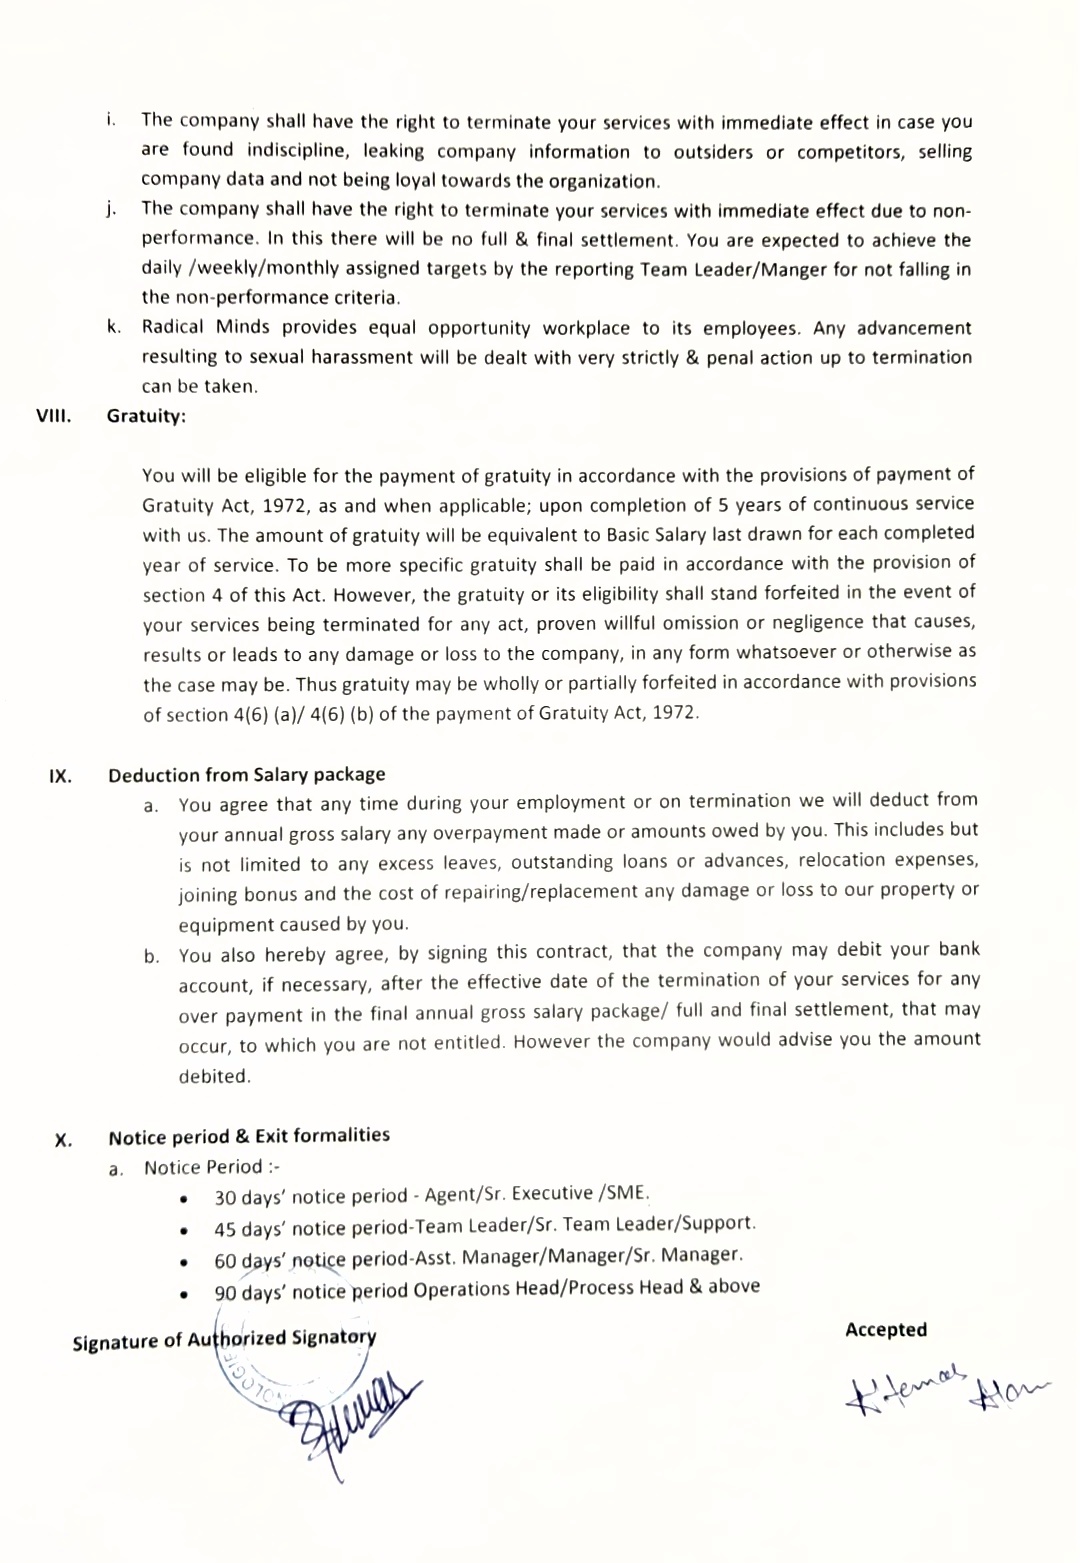 i. The company shall have the right to terminate your services with immediate effect in case you
are found indiscipline, leaking company information to outsiders or competitors, selling
company data and not being loyal towards the organization.
j. The company shall have the right to terminate your services with immediate effect due to non-
performance. In this there will be no full & final settlement. You are expected to achieve the
daily /weekly/monthly assigned targets by the reporting Team Leader/Manger for not falling in
the non-performance criteria.
k. Radical Minds provides equal opportunity workplace to its employees. Any advancement
resulting to sexual harassment will be dealt with very strictly & penal action up to termination
can be taken.
VIII. Gratuity:
You will be eligible for the payment of gratuity in accordance with the provisions of payment of
Gratuity Act, 1972, as and when applicable; upon completion of 5 years of continuous service
with us. The amount of gratuity will be equivalent to Basic Salary last drawn for each completed
year of service. To be more specific gratuity shall be paid in accordance with the provision of
section 4 of this Act. However, the gratuity or its eligibility shall stand forfeited in the event of
your services being terminated for any act, proven willful omission or negligence that causes,
results or leads to any damage or loss to the company, in any form whatsoever or otherwise as
the case may be. Thus gratuity may be wholly or partially forfeited in accordance with provisions
of section 4(6) (a)/ 4(6) (b) of the payment of Gratuity Act, 1972.
IX. Deduction from Salary package
a. You agree that any time during your employment or on termination we will deduct from
your annual gross salary any overpayment made or amounts owed by you. This includes but
is not limited to any excess leaves, outstanding loans or advances, relocation expenses,
joining bonus and the cost of repairing/replacement any damage or loss to our property or
equipment caused by you.
b. You also hereby agree, by signing this contract, that the company may debit your bank
account, if necessary, after the effective date of the termination of your services for any
over payment in the final annual gross salary package/ full and final settlement, that may
occur, to which you are not entitled. However the company would advise you the amount
debited.
X. Notice period & Exit formalities
a. Notice Period :-
• 30 days' notice period - Agent/Sr. Executive /SME.
• 45 days' notice period-Team Leader/Sr. Team Leader/Support.
• 60 days' notice period-Asst. Manager/Manager/Sr. Manager.
• 90 days' notice period Operations Head/Process Head & above
Signature of Authorized Signatory
Accepted